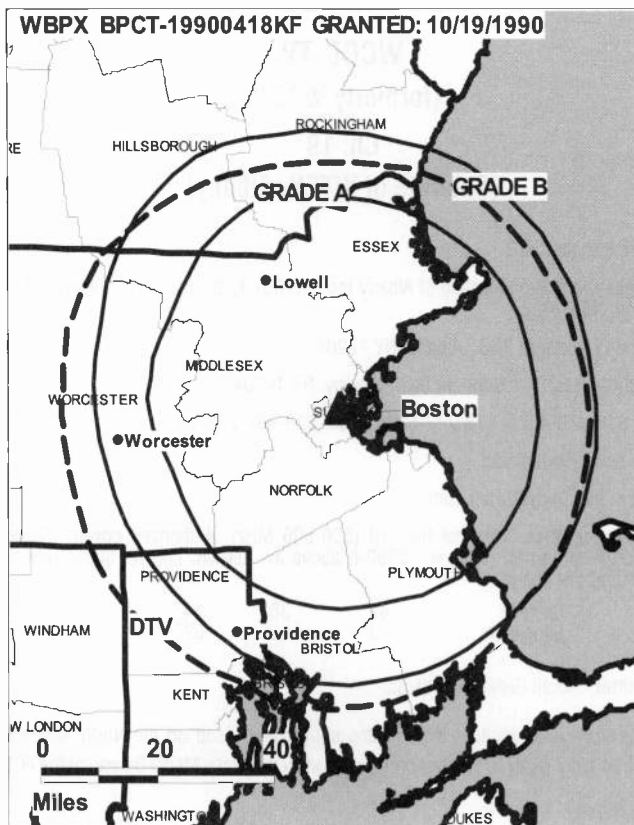 WBPX BPCT-19900418KF GRANTED: 10/19/1990
ROCKINGHAM
HILLSBOROUGH
RE
GRADE A
GRADE B
ESSEX
Lowell
MIDDLESEX
WORCESTER
SU
Boston
Worcester
NORFOLK
PROVIDENCE
PLYMOUTH
WINDHAM
DTV
Providence
BRISTOL
KENT
W LONDON
0 20 40
Miles
WASHINGT
DUKES